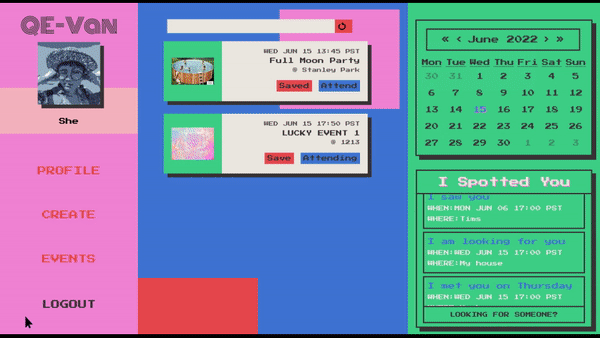 QE-Van
She
PROFILE
CREATE
EVENTS
LOGOUT
WED JUN 15 13:45 PST
Full Moon Party
@ Stanley Park
Saved Attend
WED JUN 15 17:50 PST
LUCKY EVENT 1
@ 1213
Save Attending
« ‹ June 2022 › »
Mon Tue Wed Thu Fri Sat Sun
30 31 1 2 3 4 5
6 7 8 9 10 11 12
13 14 15 16 17 18 19
20 21 22 23 24 25 26
27 28 29 30 1 2 3
I Spotted You
I saw you
WHEN:MON JUN 06 17:00 PST
WHERE:Tims
I am looking for you
WHEN:WED JUN 15 17:00 PST
WHERE:My house
I met you on Thursday
WHEN:WED JUN 15 17:00 PST
LOOKING FOR SOMEONE?